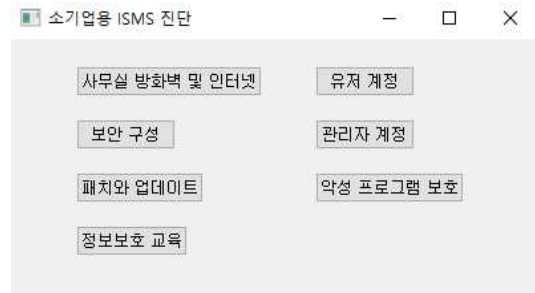 소기업용 ISMS 진단
사무실 방화벽 및 인터넷
유저 계정
보안 구성
관리자 계정
패치와 업데이트
악성 프로그램 보호
정보보호 교육